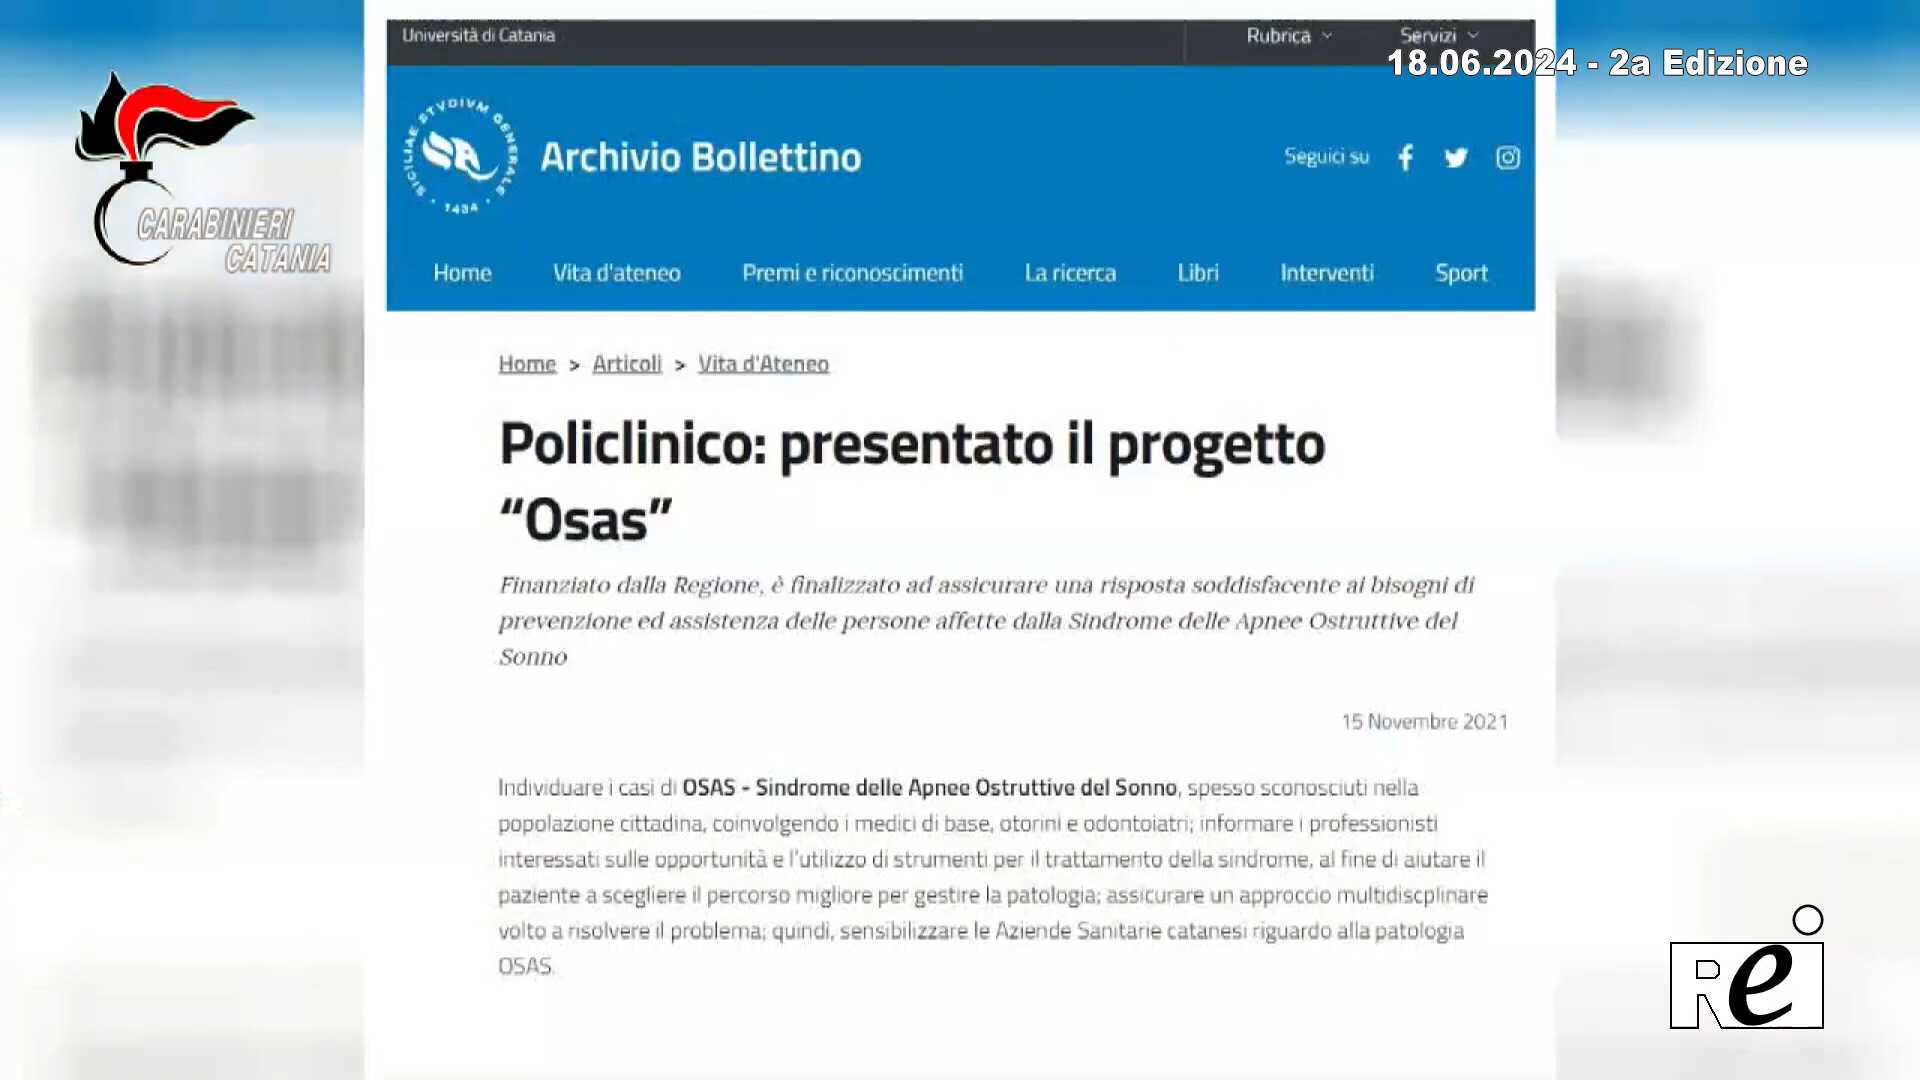 Università di Catania
Rubrica
Servizi
18.06.2024 - 2a Edizione
SICILIAE STVDIVM GENERALE
1434
Archivio Bollettino
Seguici su
CARABINIERI
CATANIA
Home
Vita d'ateneo
Premi e riconoscimenti
La ricerca
Libri
Interventi
Sport
Home > Articoli > Vita d'Ateneo
Policlinico: presentato il progetto
“Osas”
Finanziato dalla Regione, è finalizzato ad assicurare una risposta soddisfacente ai bisogni di
prevenzione ed assistenza delle persone affette dalla Sindrome delle Apnee Ostruttive del
Sonno
15 Novembre 2021
Individuare i casi di OSAS - Sindrome delle Apnee Ostruttive del Sonno, spesso sconosciuti nella
popolazione cittadina, coinvolgendo i medici di base, otorini e odontoiatri; informare i professionisti
interessati sulle opportunità e l'utilizzo di strumenti per il trattamento della sindrome, al fine di aiutare il
paziente a scegliere il percorso migliore per gestire la patologia; assicurare un approccio multidiscplinare
volto a risolvere il problema; quindi, sensibilizzare le Aziende Sanitarie catanesi riguardo alla patologia
OSAS.
Rei